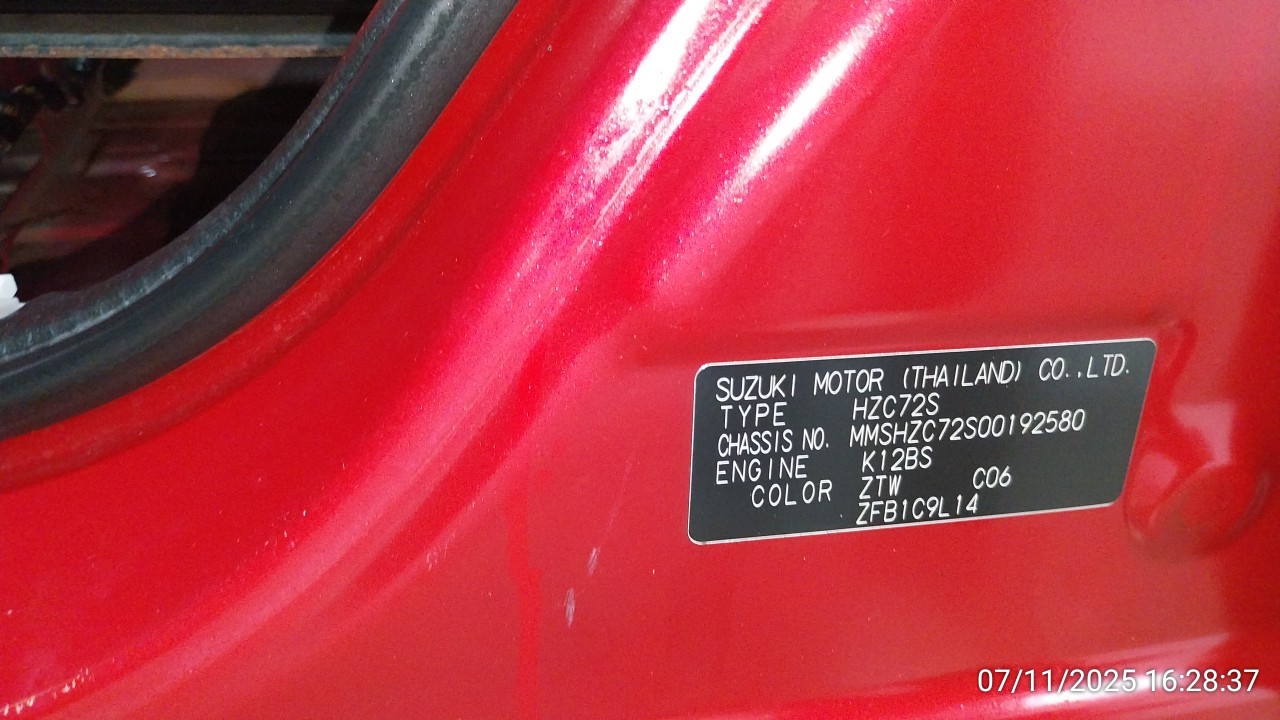 SUZUKI MOTOR (THAILAND) CO.,LTD.
TYPE HZC72S
CHASSIS NO. MMSHZC72S00192580
ENGINE K12BS
COLOR ZTW C06
ZFB1C9L14
07/11/2025 16:28:37